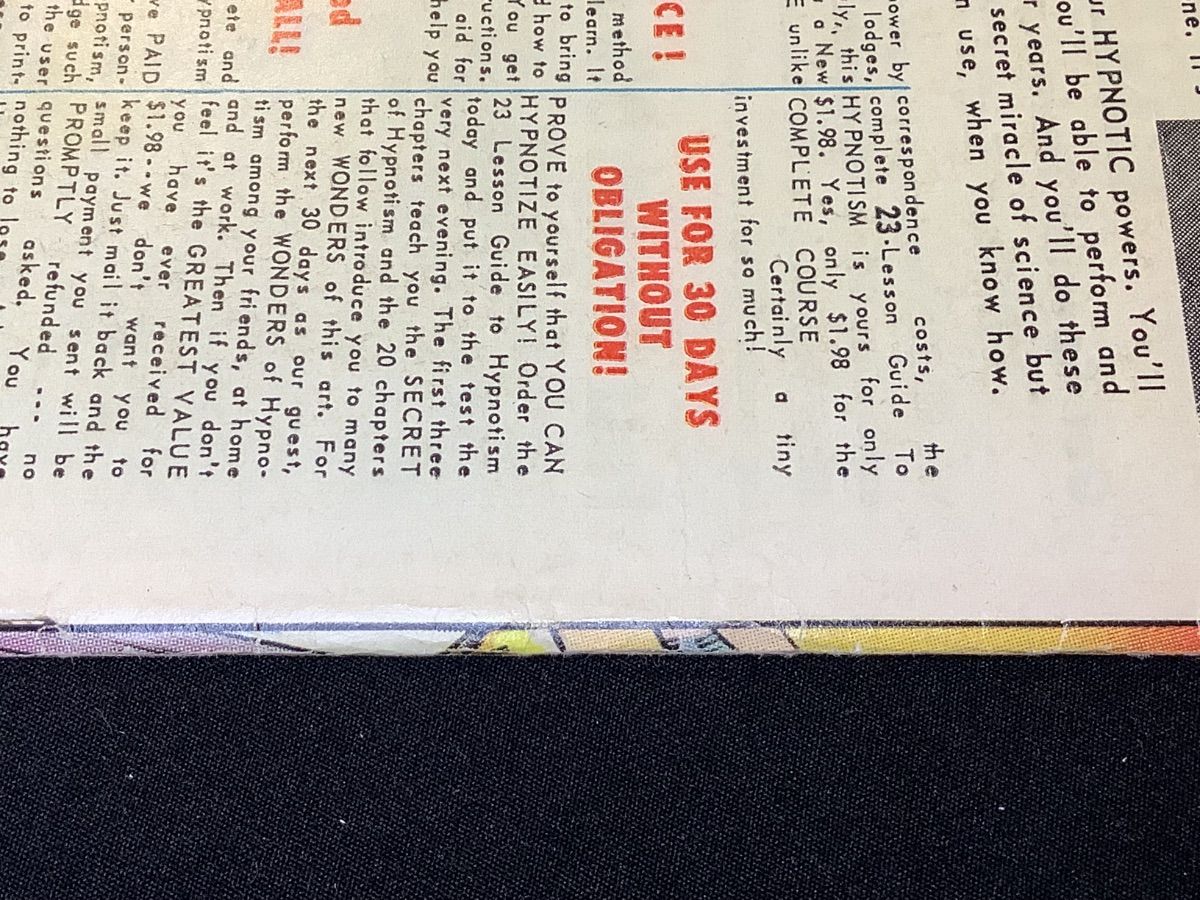 ur HYPNOTIC powers. You'll
ou'll be able to perform and
r years. And you'll do these
secret miracle of science but
n use, when you know how.
power by
lodges,
ly, this
a New
E unlike
CE!
method
learn. It
to bring
d how to
You get
uctions.
aid for
help you
ed
ALL!
ete and
ypnotism
ve PAID
person-
pnotism,
dge such
the user
to print-
correspondence costs, the
complete 23-Lesson Guide To
HYPNOTISM is yours for only
$1.98. Yes, only $1.98 for the
COMPLETE COURSE Certainly a tiny
investment for so much!
USE FOR 30 DAYS
WITHOUT
OBLIGATION!
PROVE to yourself that YOU CAN
HYPNOTIZE EASILY! Order the
23 Lesson Guide to Hypnotism
today and put it to the test the
very next evening. The first three
chapters teach you the SECRET
of Hypnotism and the 20 chapters
that follow introduce you to many
new WONDERS of this art. For
the next 30 days as our guest,
perform the WONDERS of Hypno-
tism among your friends, at home
and at work. Then if you don't
feel it's the GREATEST VALUE
you have ever received for
$1.98--we don't want you to
keep it. Just mail it back and the
small payment you sent will be
PROMPTLY refunded --- no
questions asked, You have
nothing to lose